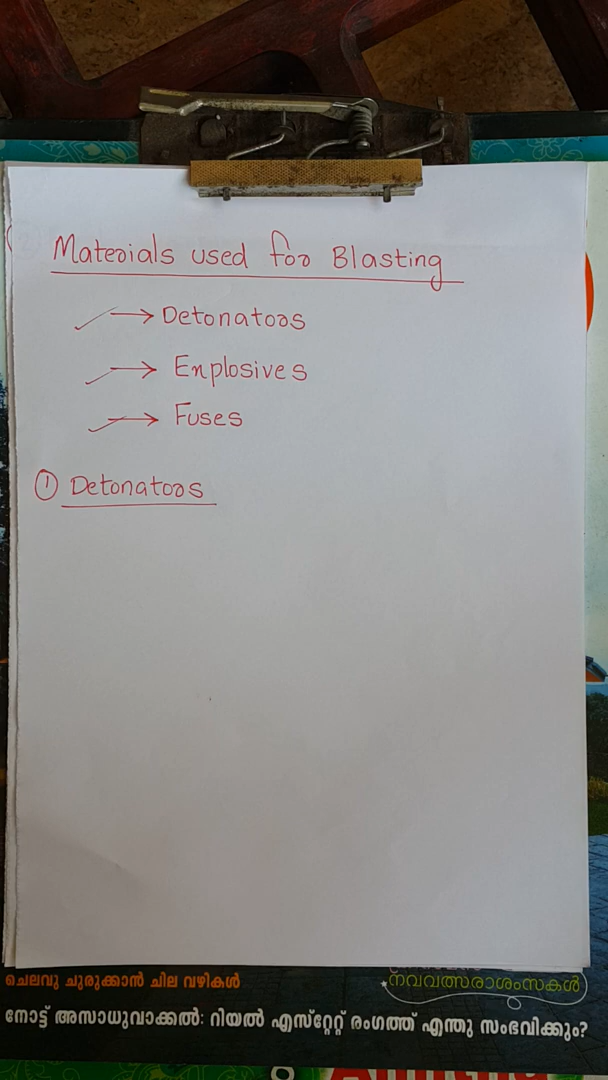 Materials used for Blasting
→ Detonators
→ Explosives
→ Fuses
① Detonators
ചെലവു ചുരുക്കാൻ ചില വഴികൾ
നവവത്സരാശംസകൾ
നോട്ട് അസാധുവാക്കൽ: റിയൽ എസ്റ്റേറ്റ് രംഗത്ത് എന്തു സംഭവിക്കും?